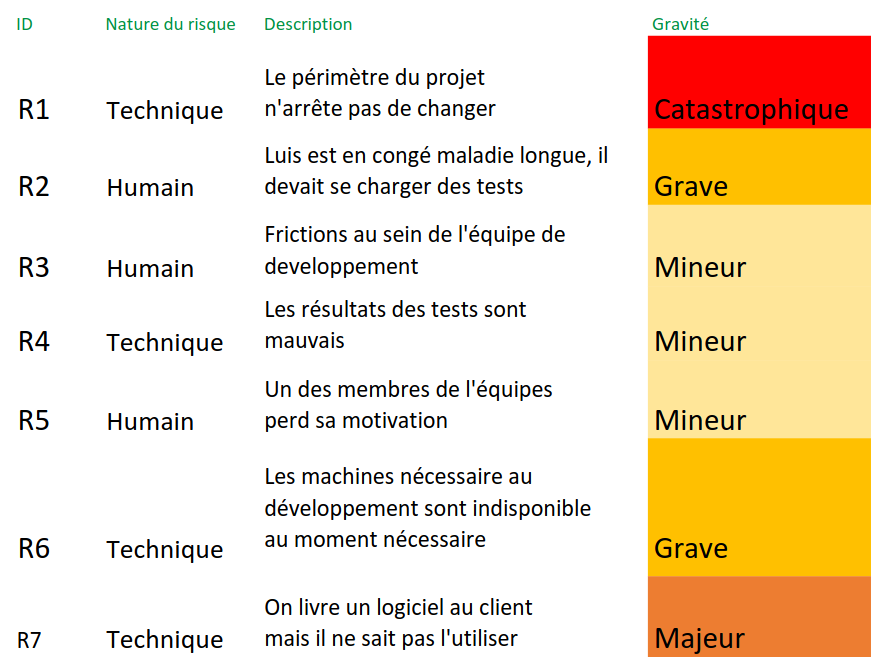 ID Nature du risque Description Gravité
Le périmètre du projet
R1 Technique n'arrête pas de changer Catastrophique
Luis est en congé maladie longue, il
R2 Humain devait se charger des tests Grave
Frictions au sein de l'équipe de
R3 Humain developpement Mineur
Les résultats des tests sont
R4 Technique mauvais Mineur
Un des membres de l'équipes
R5 Humain perd sa motivation Mineur
Les machines nécessaire au
développement sont indisponible
R6 Technique au moment nécessaire Grave
On livre un logiciel au client
R7 Technique mais il ne sait pas l'utiliser Majeur